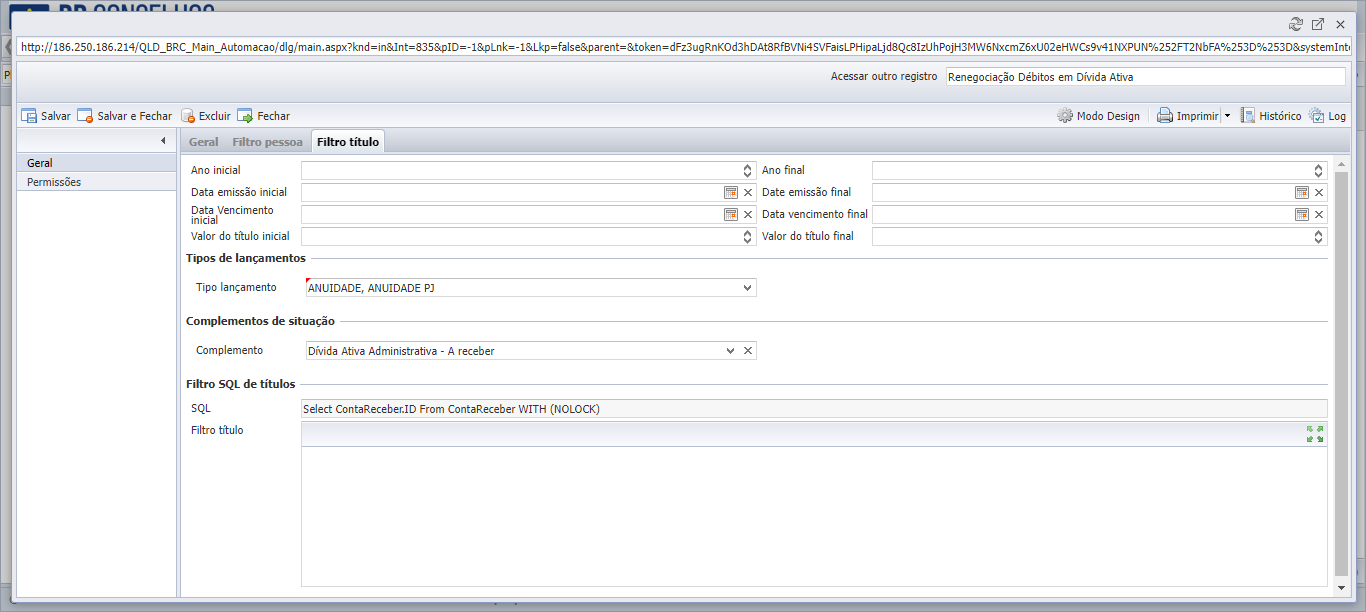 http://186.250.186.214/QLD_BRC_Main_Automacao/dlg/main.aspx?knd=in&Int=835&pID=-1&pLnk=-1&Lkp=false&parent=&token=dFz3ugRnKOd3hDAt8RfBVNi4SVFaisLPHipaLjd8Qc8IzUhPojH3MW6NxcmZ6xU02eHWCs9v41NXPUN%252FT2NbFA%253D%253D&systemInt
Acessar outro registro Renegociação Débitos em Dívida Ativa
Salvar Salvar e Fechar Excluir Fechar Modo Design Imprimir Histórico Log
Geral Filtro pessoa Filtro título
Geral
Permissões
Ano inicial Ano final
Data emissão inicial Date emissão final
Data Vencimento inicial Data vencimento final
Valor do título inicial Valor do título final
Tipos de lançamentos
Tipo lançamento ANUIDADE, ANUIDADE PJ
Complementos de situação
Complemento Dívida Ativa Administrativa - A receber
Filtro SQL de títulos
SQL Select ContaReceber.ID From ContaReceber WITH (NOLOCK)
Filtro título